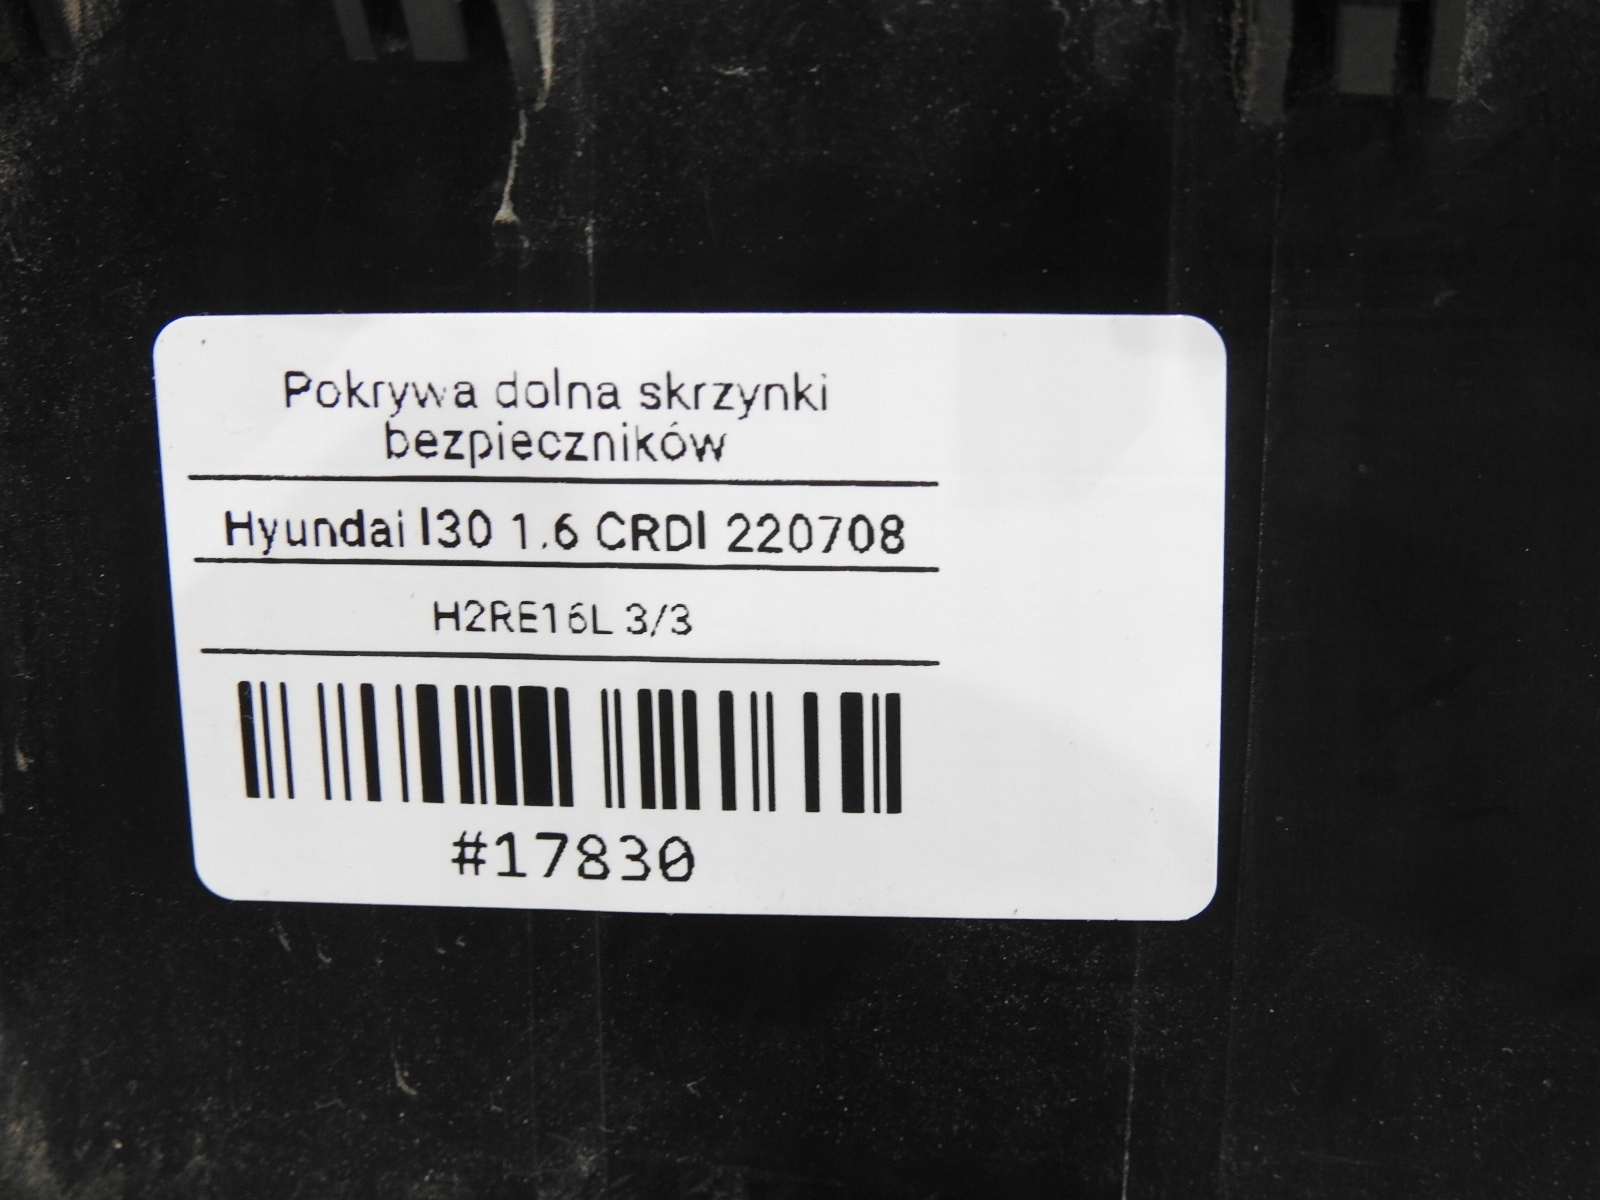 Pokrywa dolna skrzynki
bezpieczników
Hyundai I30 1.6 CRDI 220708
H2RE16L 3/3
#17830